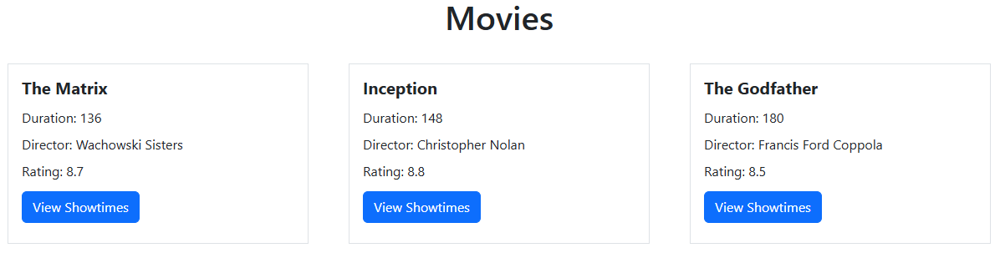 Movies
The Matrix
Duration: 136
Director: Wachowski Sisters
Rating: 8.7
View Showtimes
Inception
Duration: 148
Director: Christopher Nolan
Rating: 8.8
View Showtimes
The Godfather
Duration: 180
Director: Francis Ford Coppola
Rating: 8.5
View Showtimes